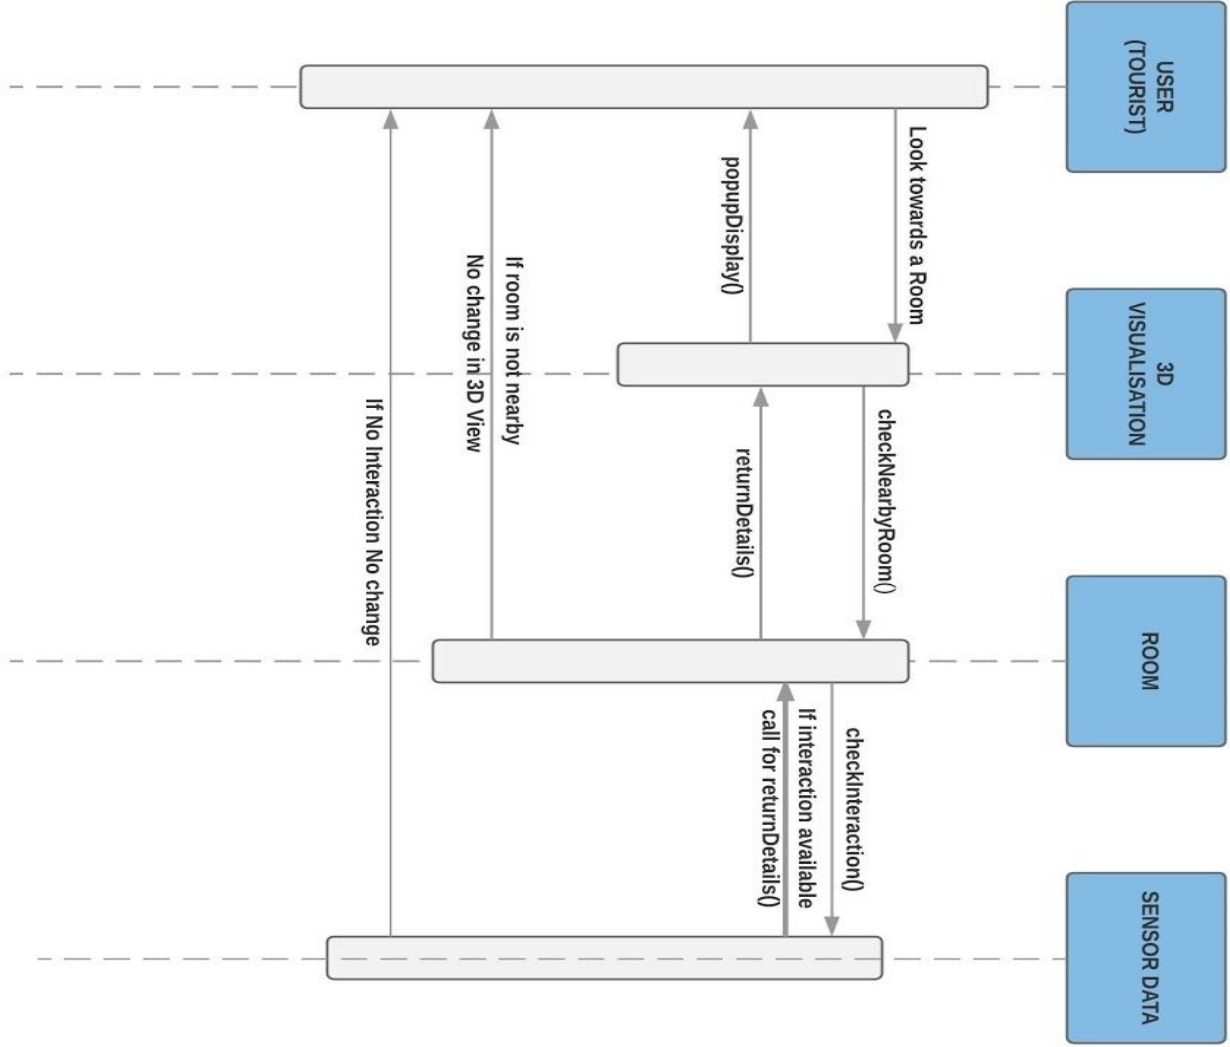 USER
(TOURIST)
3D
VISUALISATION
ROOM
SENSOR DATA
Look towards a Room
checkNearbyRoom()
checkInteraction()
If interaction available
call for returnDetails()
returnDetails()
popupDisplay()
If room is not nearby
No change in 3D View
If No Interaction No change